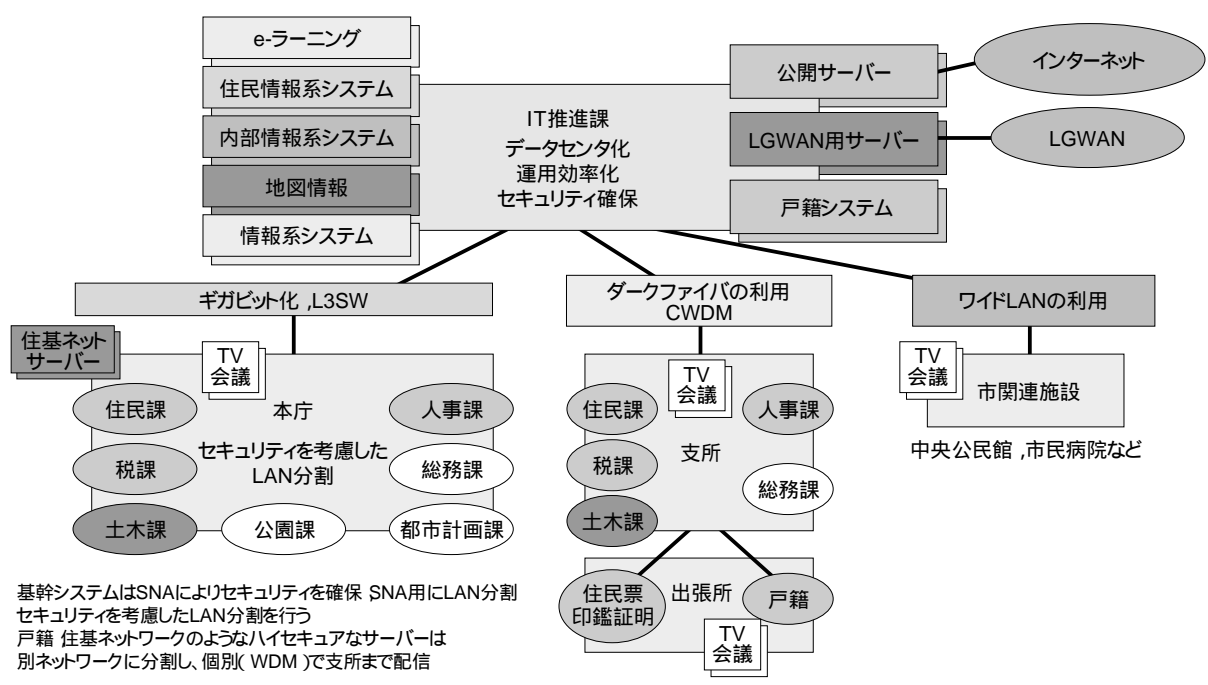 e-ラーニング
住民情報系システム
内部情報系システム
地図情報
情報系システム
IT推進課
データセンタ化
運用効率化
セキュリティ確保
公開サーバー
LGWAN用サーバー
戸籍システム
インターネット
LGWAN
ギガビット化 ,L3SW
ダークファイバの利用
CWDM
ワイドLANの利用
住基ネット
サーバー
TV
会議
住民課
本庁
人事課
税課
セキュリティを考慮した
LAN分割
総務課
土木課
公園課
都市計画課
TV
会議
住民課
人事課
税課
支所
総務課
土木課
住民票
印鑑証明
出張所
戸籍
TV
会議
TV
会議
市関連施設
中央公民館 ,市民病院など
基幹システムはSNAによりセキュリティを確保 ,SNA用にLAN分割
セキュリティを考慮したLAN分割を行う
戸籍 ,住基ネットワークのようなハイセキュアなサーバーは
別ネットワークに分割し、個別( WDM )で支所まで配信